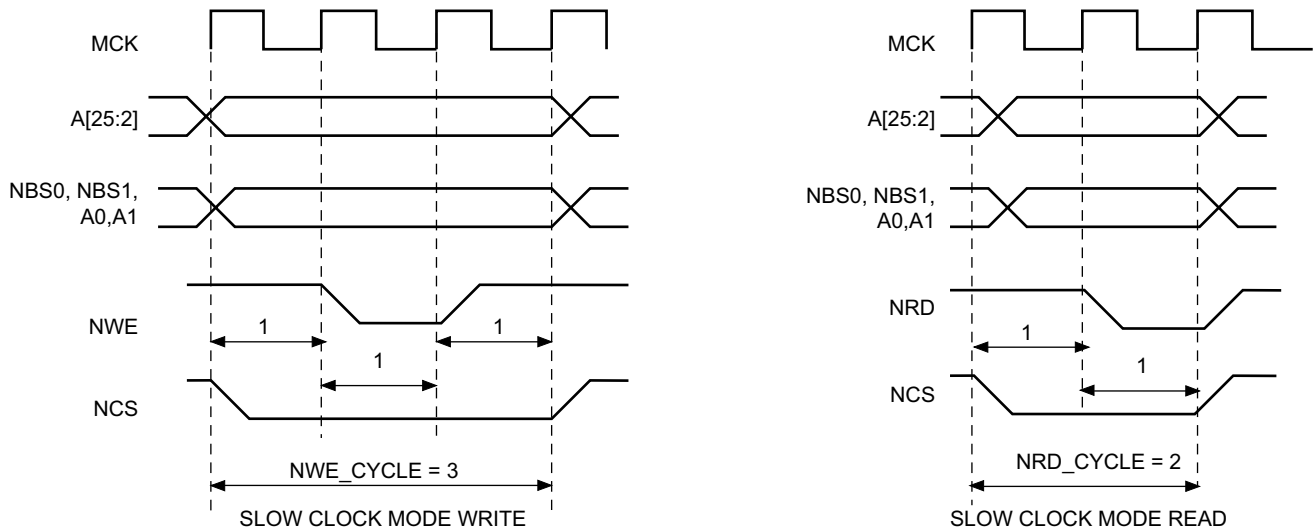 MCK
A[25:2]
NBS0, NBS1,
A0,A1
NWE
1
1
1
NCS
NWE_CYCLE = 3
SLOW CLOCK MODE WRITE
MCK
A[25:2]
NBS0, NBS1,
A0,A1
NRD
1
1
NCS
NRD_CYCLE = 2
SLOW CLOCK MODE READ